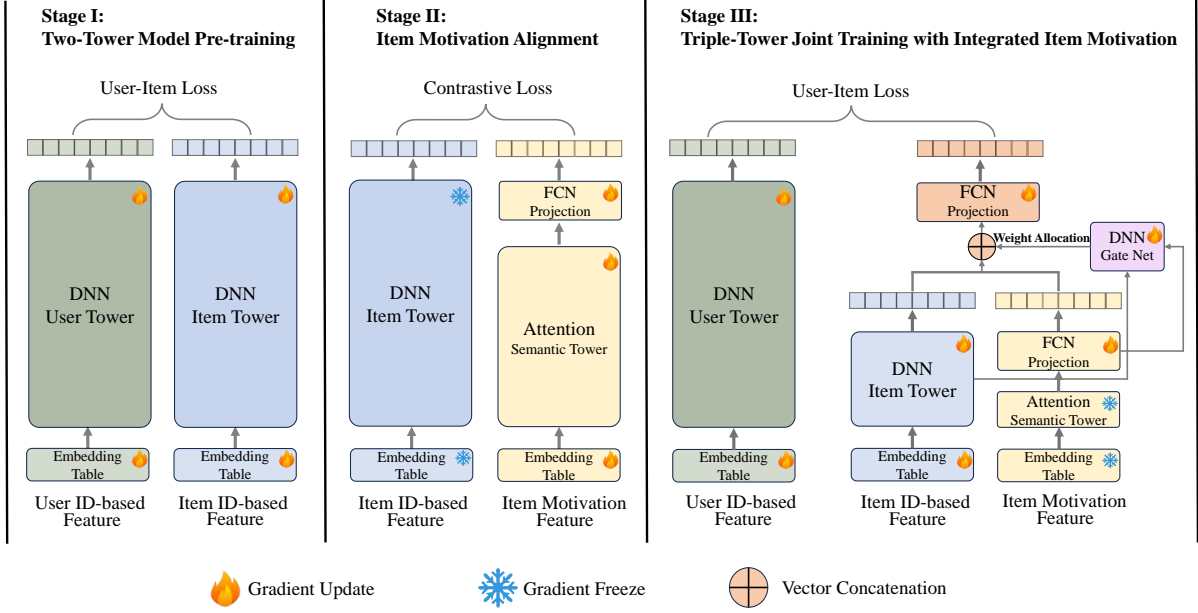 Stage I:
Two-Tower Model Pre-training
User-Item Loss
DNN
User Tower
DNN
Item Tower
Embedding
Table
Embedding
Table
User ID-based
Feature
Item ID-based
Feature
Stage II:
Item Motivation Alignment
Contrastive Loss
DNN
Item Tower
FCN
Projection
Attention
Semantic Tower
Embedding
Table
Embedding
Table
Item ID-based
Feature
Item Motivation
Feature
Stage III:
Triple-Tower Joint Training with Integrated Item Motivation
User-Item Loss
DNN
User Tower
FCN
Projection
Weight Allocation
DNN
Gate Net
DNN
Item Tower
FCN
Projection
Attention
Semantic Tower
Embedding
Table
Embedding
Table
Embedding
Table
User ID-based
Feature
Item ID-based
Feature
Item Motivation
Feature
Gradient Update
Gradient Freeze
Vector Concatenation